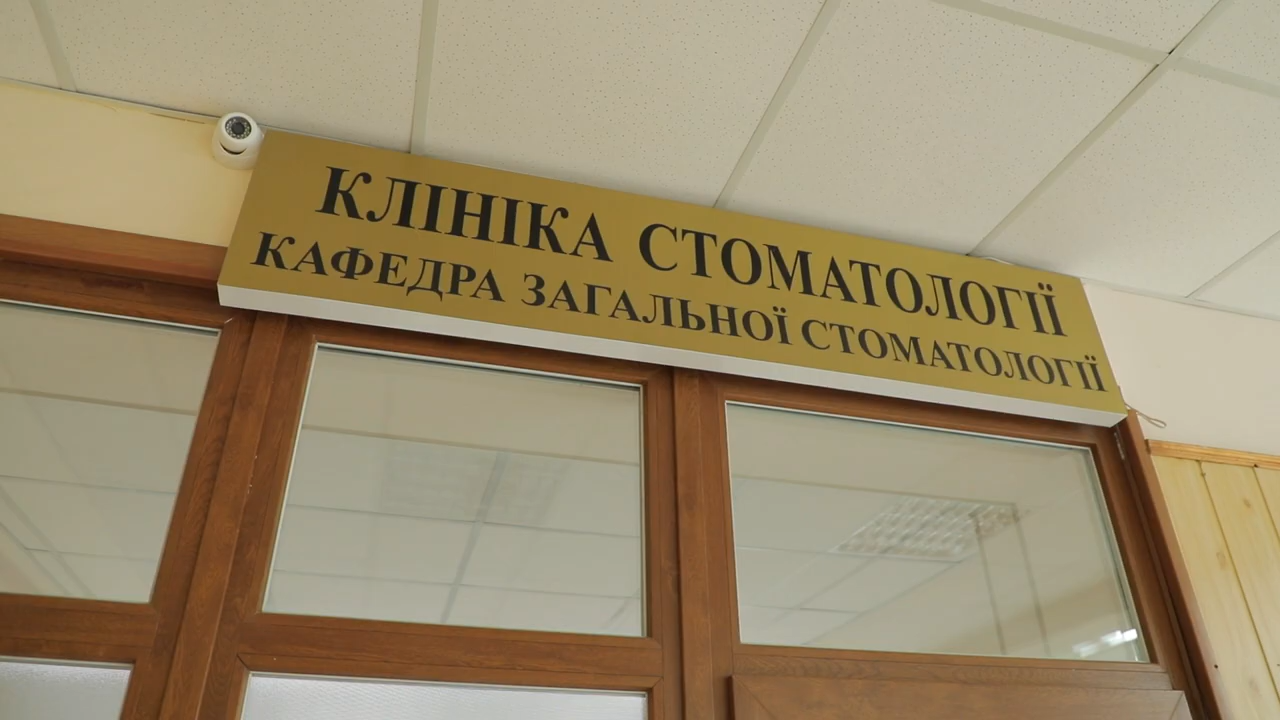 КЛІНІКА СТОМАТОЛОГІЇ
КАФЕДРА ЗАГАЛЬНОЇ СТОМАТОЛОГІЇ